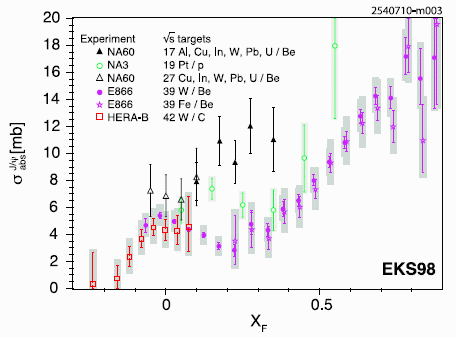 2540710-m003
Experiment √s targets
NA60 17 Al, Cu, In, W, Pb, U / Be
NA3 19 Pt / p
NA60 27 Cu, In, W, Pb, U / Be
E866 39 W / Be
E866 39 Fe / Be
HERA-B 42 W / C
20
18
16
14
12
10
8
6
4
2
0
σ abs J/ψ [mb]
EKS98
0 0.5
XF